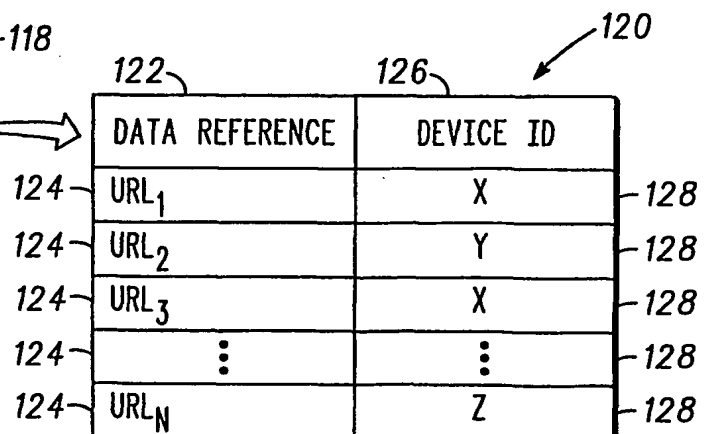 118
120
122 126
DATA REFERENCE DEVICE ID
124 URL1 X 128
124 URL2 Y 128
124 URL3 X 128
124 ⋮ ⋮ 128
124 URLN Z 128